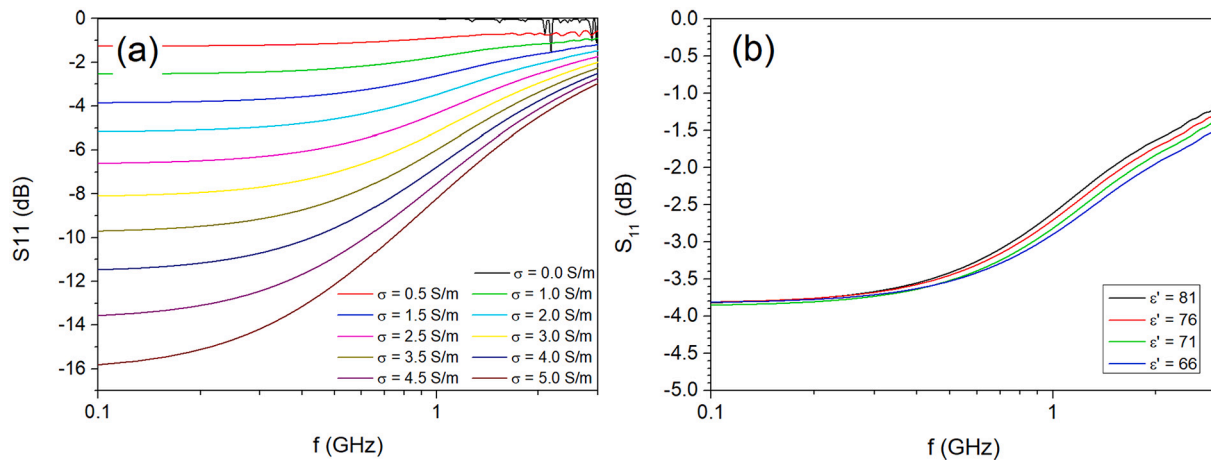 (a)
0
-2
-4
-6
-8
-10
-12
-14
-16
S11 (dB)
0.1
1
f (GHz)
σ = 0.0 S/m
σ = 0.5 S/m
σ = 1.0 S/m
σ = 1.5 S/m
σ = 2.0 S/m
σ = 2.5 S/m
σ = 3.0 S/m
σ = 3.5 S/m
σ = 4.0 S/m
σ = 4.5 S/m
σ = 5.0 S/m
(b)
0.0
-0.5
-1.0
-1.5
-2.0
-2.5
-3.0
-3.5
-4.0
-4.5
-5.0
S₁₁ (dB)
0.1
1
f (GHz)
ε' = 81
ε' = 76
ε' = 71
ε' = 66